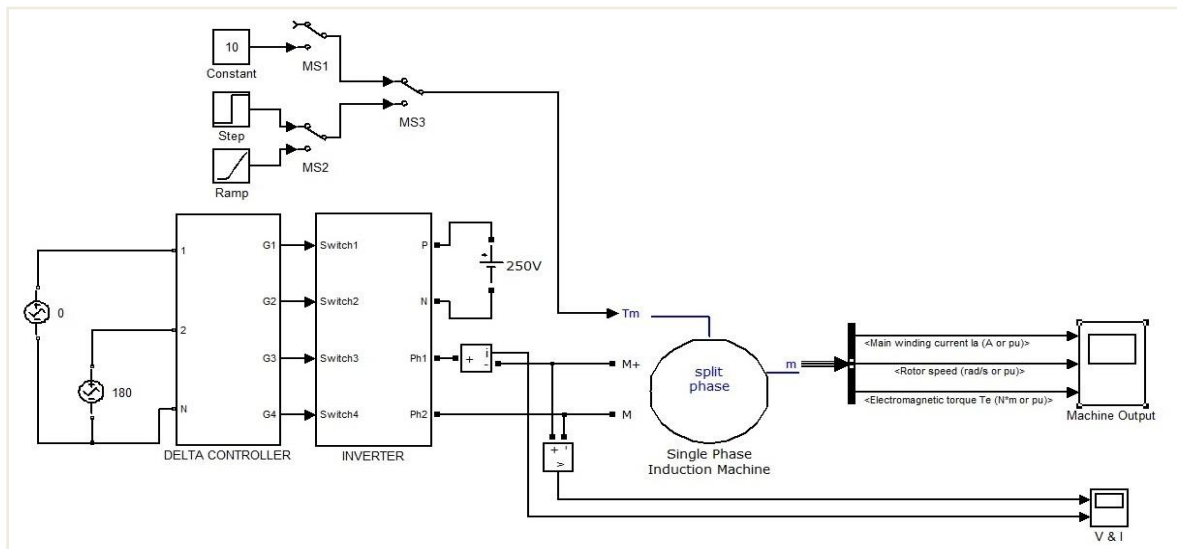 10
Constant
MS1
MS3
Step
MS2
Ramp
1
2
N
G1
G2
G3
G4
DELTA CONTROLLER
Switch1
Switch2
Switch3
Switch4
P
N
Ph1
Ph2
INVERTER
250V
0
180
+
i
-
+
-
v
Tm
M+
M
split
phase
m
Single Phase
Induction Machine
<Main winding current Ia (A or pu)>
<Rotor speed (rad/s or pu)>
<Electromagnetic torque Te (N*m or pu)>
Machine Output
V & I